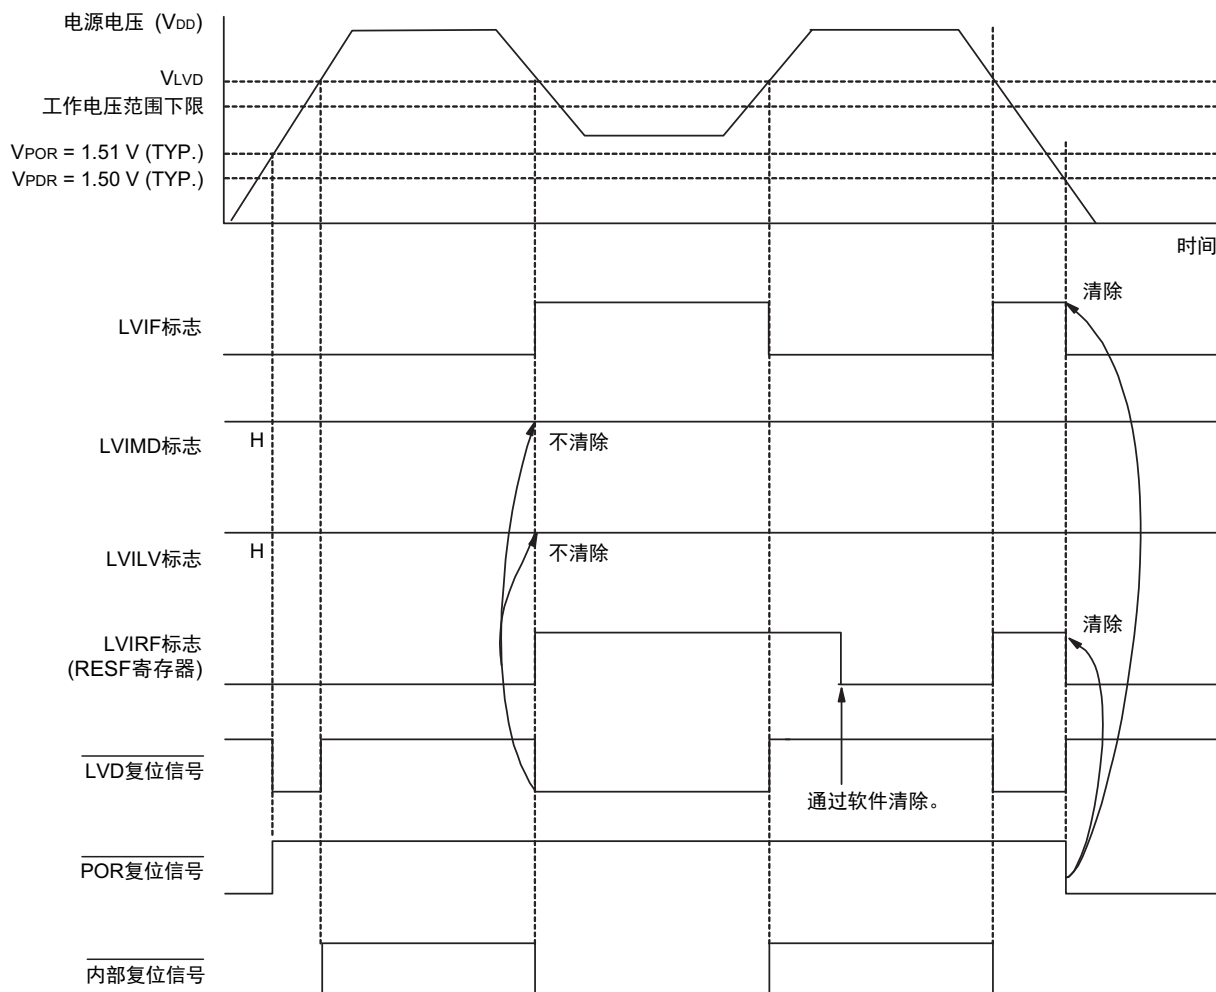 电源电压 (VDD)
VLVD
工作电压范围下限
VPOR = 1.51 V (TYP.)
VPDR = 1.50 V (TYP.)
时间
清除
LVIF标志
H
不清除
LVIMD标志
H
不清除
LVILV标志
清除
LVIRF标志
(RESF寄存器)
LVD复位信号
通过软件清除。
POR复位信号
内部复位信号